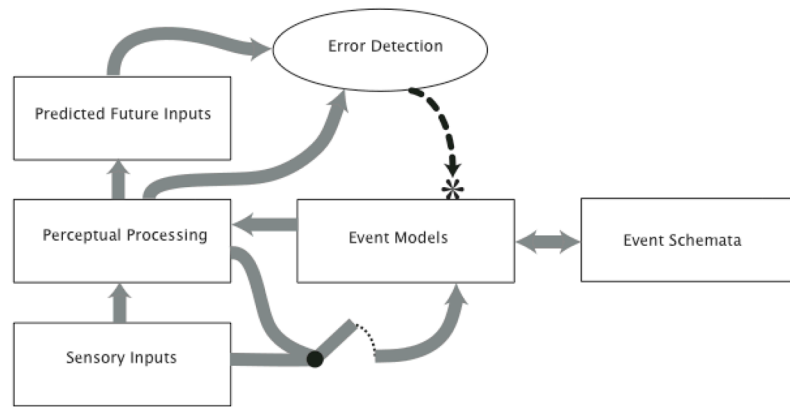 Error Detection
Predicted Future Inputs
Perceptual Processing
Event Models
Event Schemata
Sensory Inputs